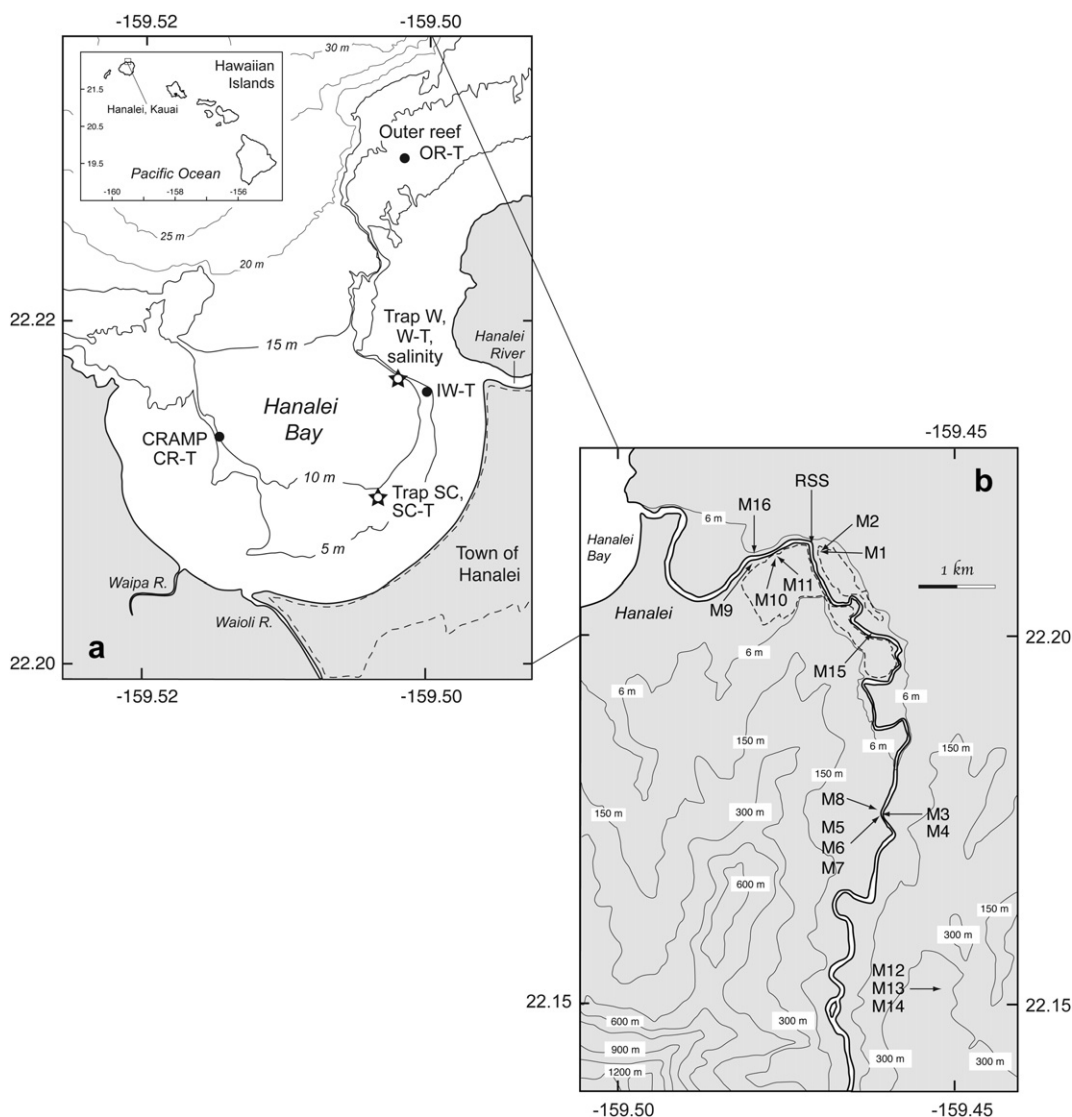 -159.52
-159.50
30 m
Hawaiian
Islands
21.5
Hanalei, Kauai
20.5
19.5
Pacific Ocean
-160
-158
-156
Outer reef
OR-T
25 m
20 m
22.22
15 m
Trap W,
W-T,
salinity
Hanalei
River
IW-T
Hanalei
Bay
CRAMP
CR-T
10 m
Trap SC,
SC-T
5 m
Town of
Hanalei
Waipa R.
Waioli R.
a
22.20
-159.52
-159.50
-159.45
b
RSS
M16
6 m
M2
M1
Hanalei
Bay
1 km
M11
M10
M9
Hanalei
22.20
6 m
M15
6 m
6 m
150 m
6 m
150 m
150 m
300 m
150 m
M8
M3
M4
M5
M6
M7
600 m
150 m
300 m
M12
M13
M14
22.15
22.15
600 m
300 m
900 m
300 m
300 m
1200 m
-159.50
-159.45